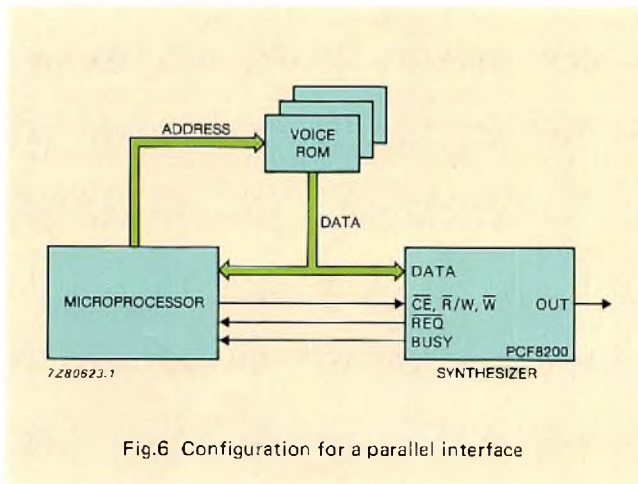 ADDRESS
VOICE
ROM
DATA
MICROPROCESSOR
DATA
C̅E̅, R̅/W, W̅
OUT
R̅E̅Q̅
BUSY
PCF8200
7Z80623.1
SYNTHESIZER
Fig.6 Configuration for a parallel interface